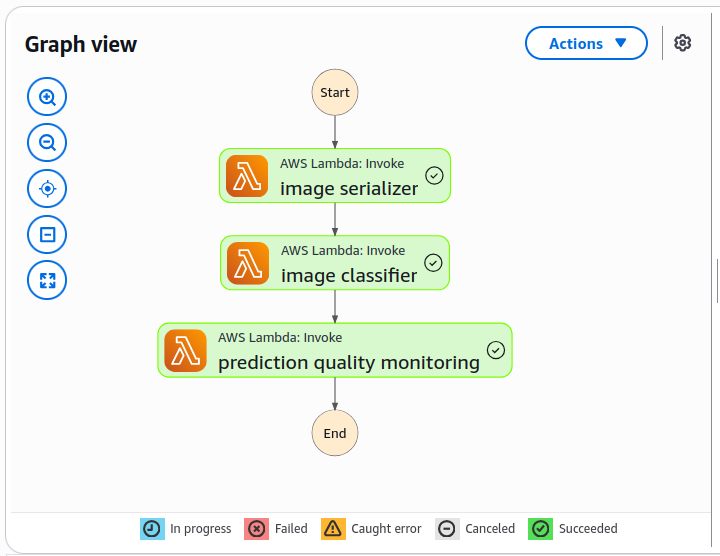 Graph view
Actions
Start
AWS Lambda: Invoke
image serializer
AWS Lambda: Invoke
image classifier
AWS Lambda: Invoke
prediction quality monitoring
End
In progress
Failed
Caught error
Canceled
Succeeded